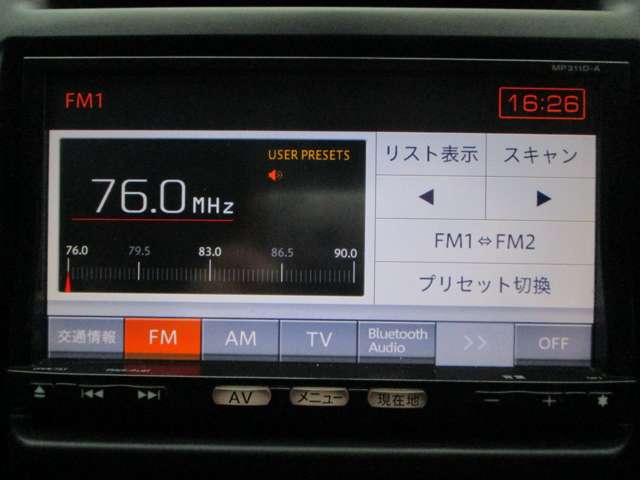 MP311D-A
FM1
16:26
USER PRESETS
76.0 MHz
76.0 79.5 83.0 86.5 90.0
リスト表示 スキャン
◀ ▶
FM1⇔FM2
プリセット切換
交通情報 FM AM TV Bluetooth Audio >> OFF
AV メニュー 現在地 − +